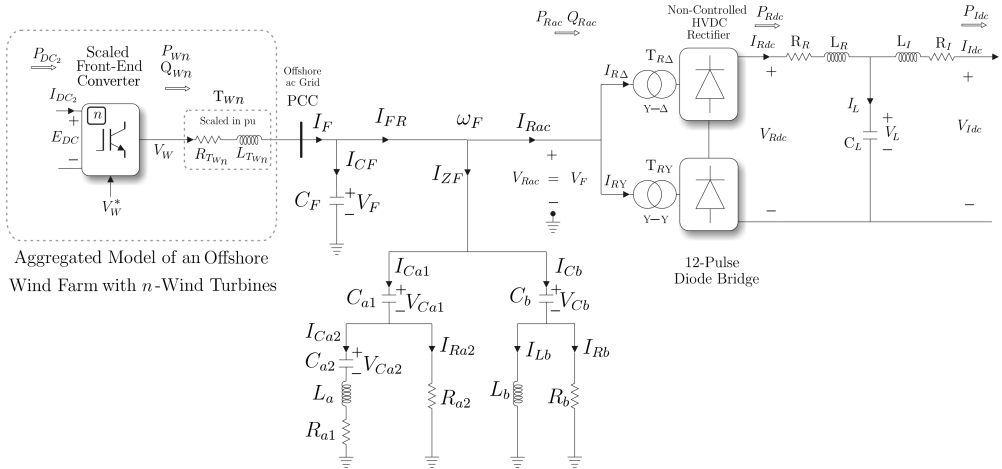 P_{DC_2}
Scaled
Front-End
Converter
P_{Wn}
Q_{Wn}
I_{DC_2}
+
E_{DC}
−
n
V_W^*
V_W
T_{Wn}
Scaled in pu
R_{T_{Wn}}
L_{T_{Wn}}
Offshore
ac Grid
PCC
Aggregated Model of an Offshore
Wind Farm with n-Wind Turbines
I_F
I_{FR}
ω_F
I_{Rac}
I_{CF}
C_F
+
V_F
−
I_{ZF}
P_{Rac} Q_{Rac}
+
V_{Rac} = V_F
−
I_{Ca1}
C_{a1}
+
V_{Ca1}
−
I_{Cb}
C_b
+
V_{Cb}
−
I_{Ca2}
C_{a2}
+
V_{Ca2}
−
I_{Ra2}
L_a
R_{a1}
R_{a2}
I_{Lb}
L_b
I_{Rb}
R_b
I_{RΔ}
T_{RΔ}
Y−Δ
I_{RY}
T_{RY}
Y−Y
Non-Controlled
HVDC
Rectifier
12-Pulse
Diode Bridge
P_{Rdc}
I_{Rdc}
+
V_{Rdc}
−
R_R
L_R
L_I
R_I
I_L
C_L
+
V_L
−
P_{Idc}
I_{Idc}
+
V_{Idc}
−